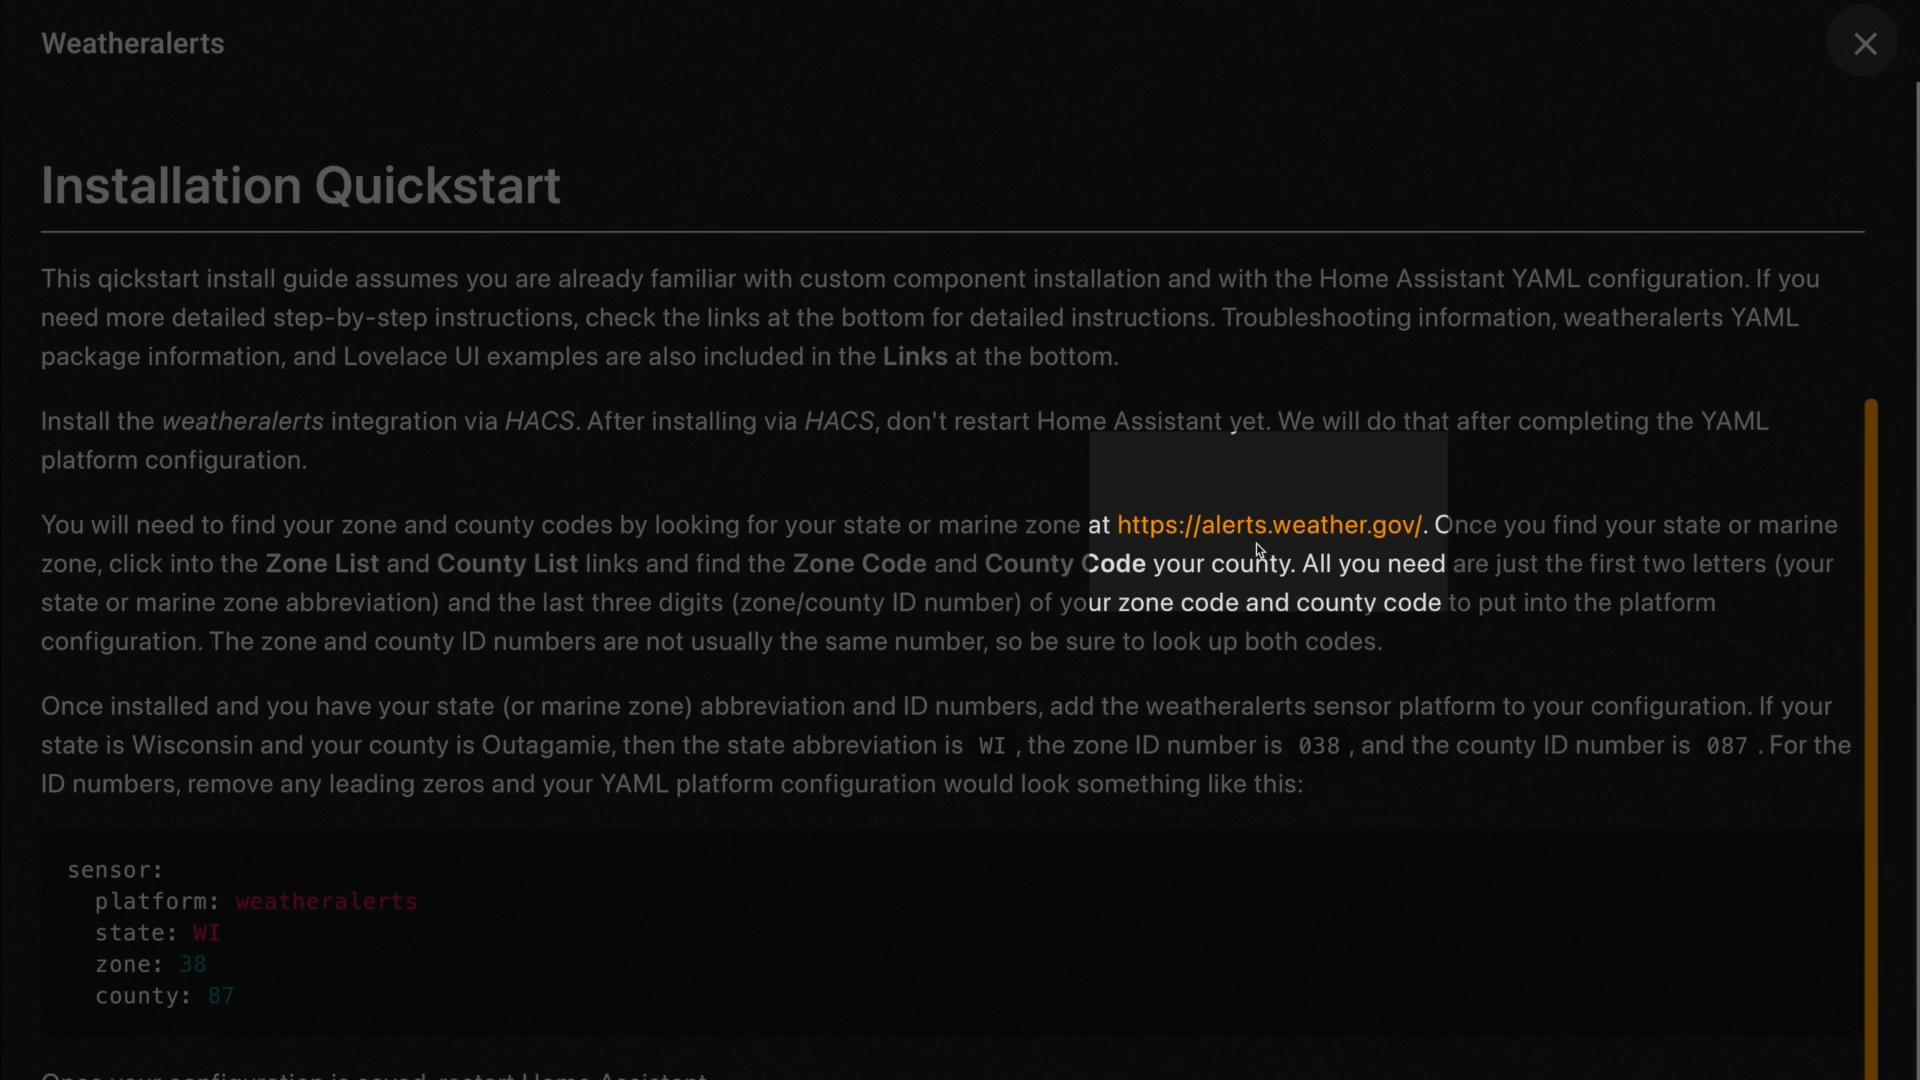 Weatheralerts
Installation Quickstart
This qickstart install guide assumes you are already familiar with custom component installation and with the Home Assistant YAML configuration. If you
need more detailed step-by-step instructions, check the links at the bottom for detailed instructions. Troubleshooting information, weatheralerts YAML
package information, and Lovelace UI examples are also included in the Links at the bottom.
Install the weatheralerts integration via HACS. After installing via HACS, don't restart Home Assistant yet. We will do that after completing the YAML
platform configuration.
You will need to find your zone and county codes by looking for your state or marine zone at https://alerts.weather.gov/. Once you find your state or marine
zone, click into the Zone List and County List links and find the Zone Code and County Code your county. All you need are just the first two letters (your
state or marine zone abbreviation) and the last three digits (zone/county ID number) of your zone code and county code to put into the platform
configuration. The zone and county ID numbers are not usually the same number, so be sure to look up both codes.
Once installed and you have your state (or marine zone) abbreviation and ID numbers, add the weatheralerts sensor platform to your configuration. If your
state is Wisconsin and your county is Outagamie, then the state abbreviation is WI , the zone ID number is 038 , and the county ID number is 087 . For the
ID numbers, remove any leading zeros and your YAML platform configuration would look something like this:
sensor:
platform: weatheralerts
state: WI
zone: 38
county: 87
Once your configuration is saved, restart Home Assistant.